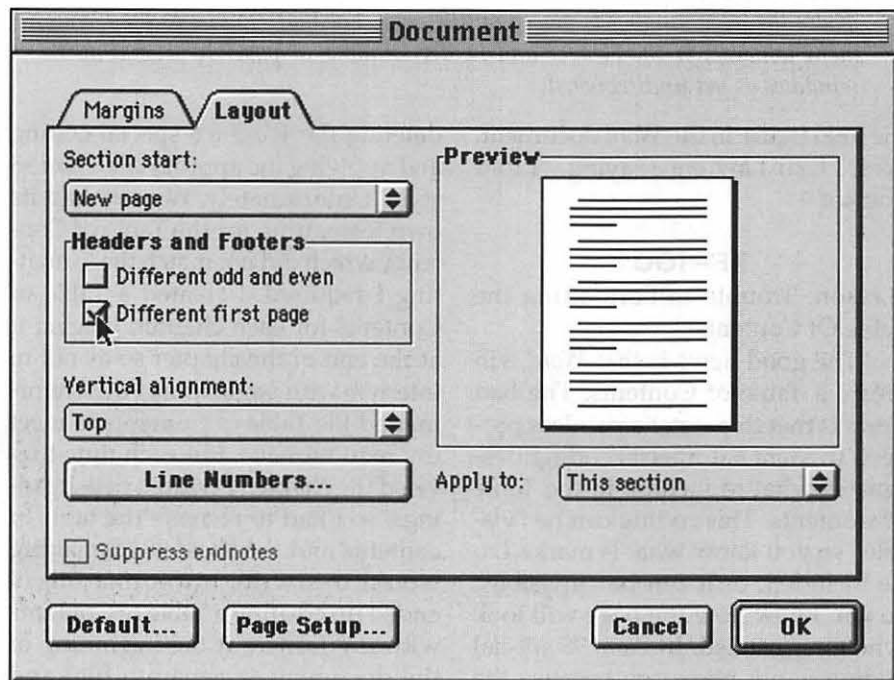 Document
Margins
Layout
Section start:
New page
Headers and Footers
Different odd and even
Different first page
Vertical alignment:
Top
Line Numbers...
Suppress endnotes
Preview
Apply to:
This section
Default...
Page Setup...
Cancel
OK